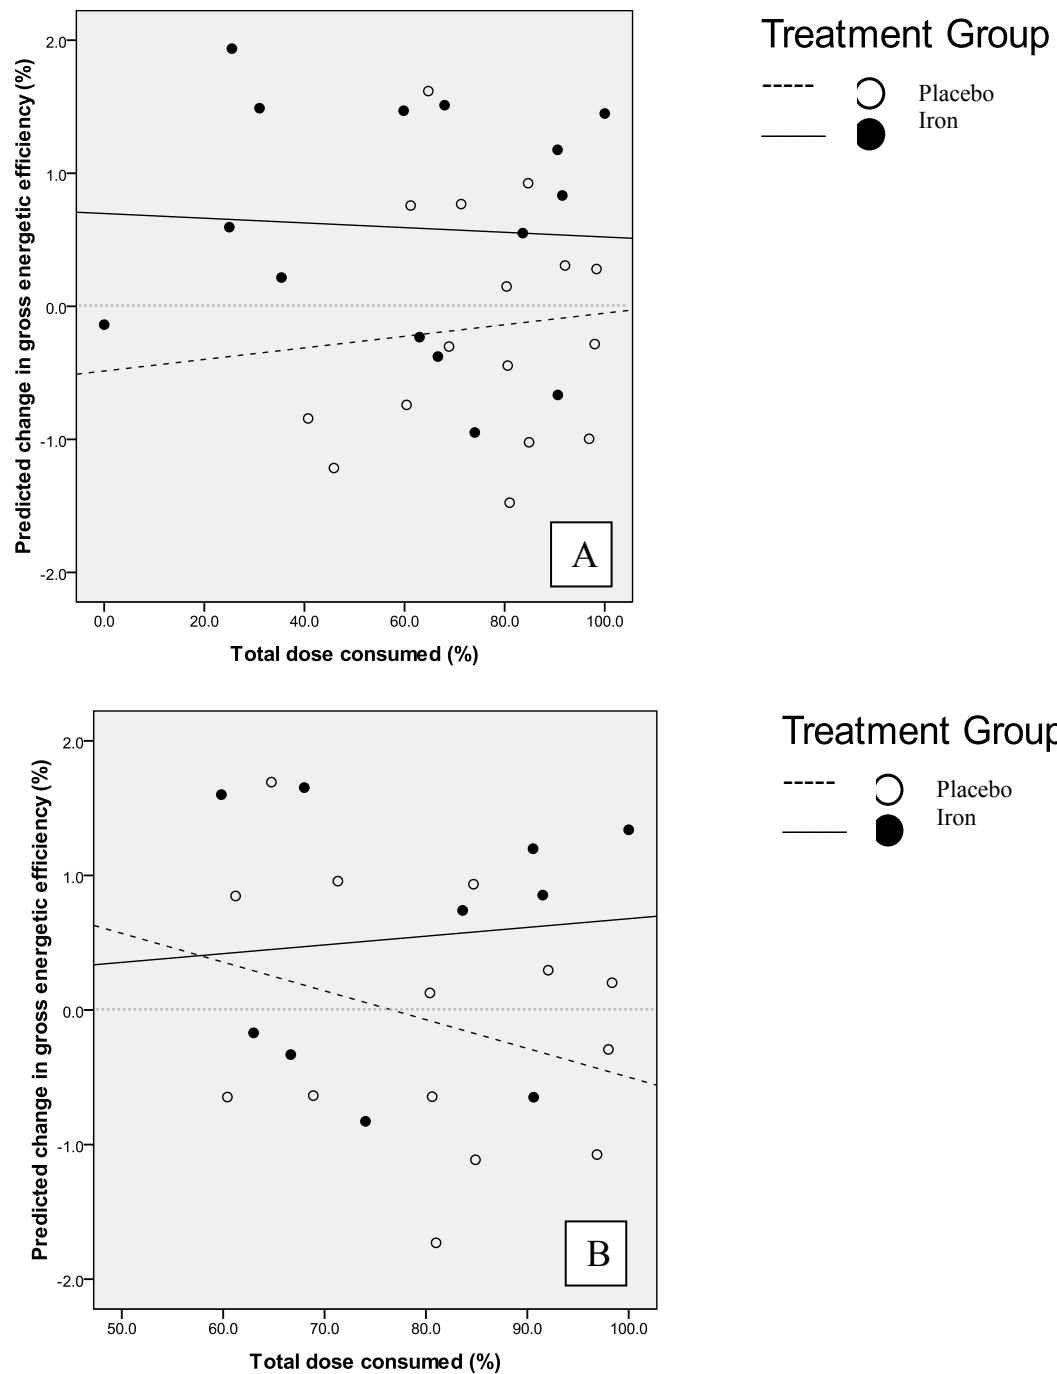 Treatment Group
Placebo
Iron
Predicted change in gross energetic efficiency (%)
2.0
1.0
0.0
-1.0
-2.0
A
0.0 20.0 40.0 60.0 80.0 100.0
Total dose consumed (%)
Treatment Group
Placebo
Iron
Predicted change in gross energetic efficiency (%)
2.0
1.0
0.0
-1.0
-2.0
B
50.0 60.0 70.0 80.0 90.0 100.0
Total dose consumed (%)